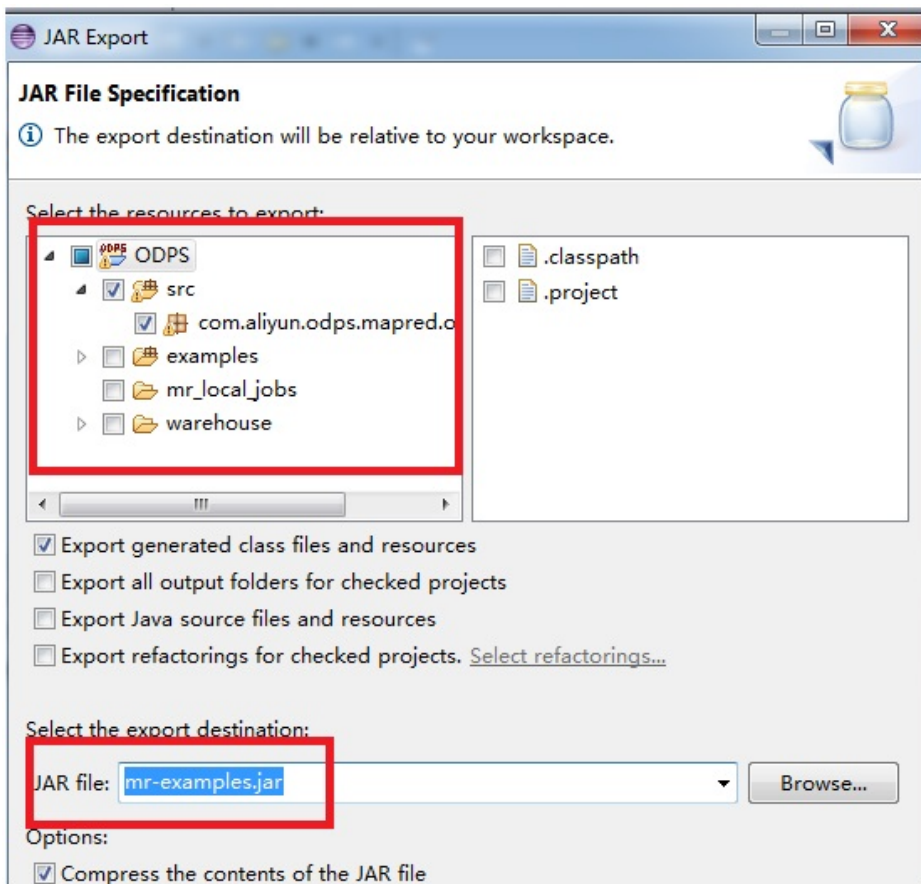 JAR Export
JAR File Specification
The export destination will be relative to your workspace.
Select the resources to export:
ODPS
src
com.aliyun.odps.mapred.o
examples
mr_local_jobs
warehouse
.classpath
.project
Export generated class files and resources
Export all output folders for checked projects
Export Java source files and resources
Export refactorings for checked projects. Select refactorings...
Select the export destination:
JAR file: mr-examples.jar Browse...
Options:
Compress the contents of the JAR file